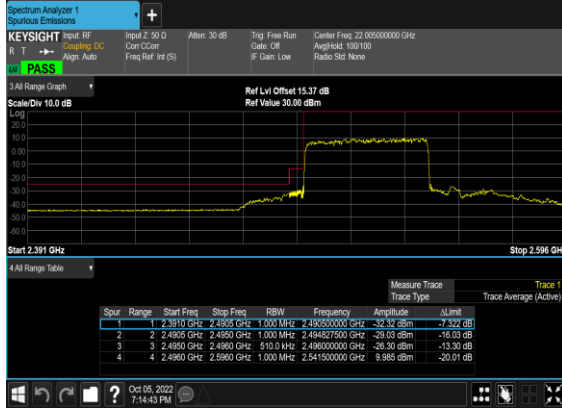 Spectrum Analyzer 1
Spurious Emissions
+
KEYSIGHT Input: RF Input Z: 50 Ω Atten: 30 dB Trig: Free Run Center Freq: 22.005000000 GHz
R T Coupling: DC Corr CCorr Gate: Off Avg|Hold: 100/100
Align: Auto Freq Ref: Int (S) IF Gain: Low Radio Std: None
PASS
3 All Range Graph
Ref Lvl Offset 15.37 dB
Scale/Div 10.0 dB Ref Value 30.00 dBm
Log
20.0
10.0
0.00
-10.0
-20.0
-30.0
-40.0
-50.0
-60.0
Start 2.391 GHz Stop 2.596 GH
4 All Range Table
Measure Trace Trace 1
Trace Type Trace Average (Active)
Spur Range Start Freq Stop Freq RBW Frequency Amplitude ΔLimit
1 1 2.3910 GHz 2.4905 GHz 1.000 MHz 2.490500000 GHz -32.32 dBm -7.322 dB
2 2 2.4905 GHz 2.4950 GHz 1.000 MHz 2.494827500 GHz -29.03 dBm -16.03 dB
3 3 2.4950 GHz 2.4960 GHz 510.0 kHz 2.496000000 GHz -26.30 dBm -13.30 dB
4 4 2.4960 GHz 2.5960 GHz 1.000 MHz 2.541500000 GHz 9.985 dBm -20.01 dB
?
Oct 05, 2022
7:14:43 PM